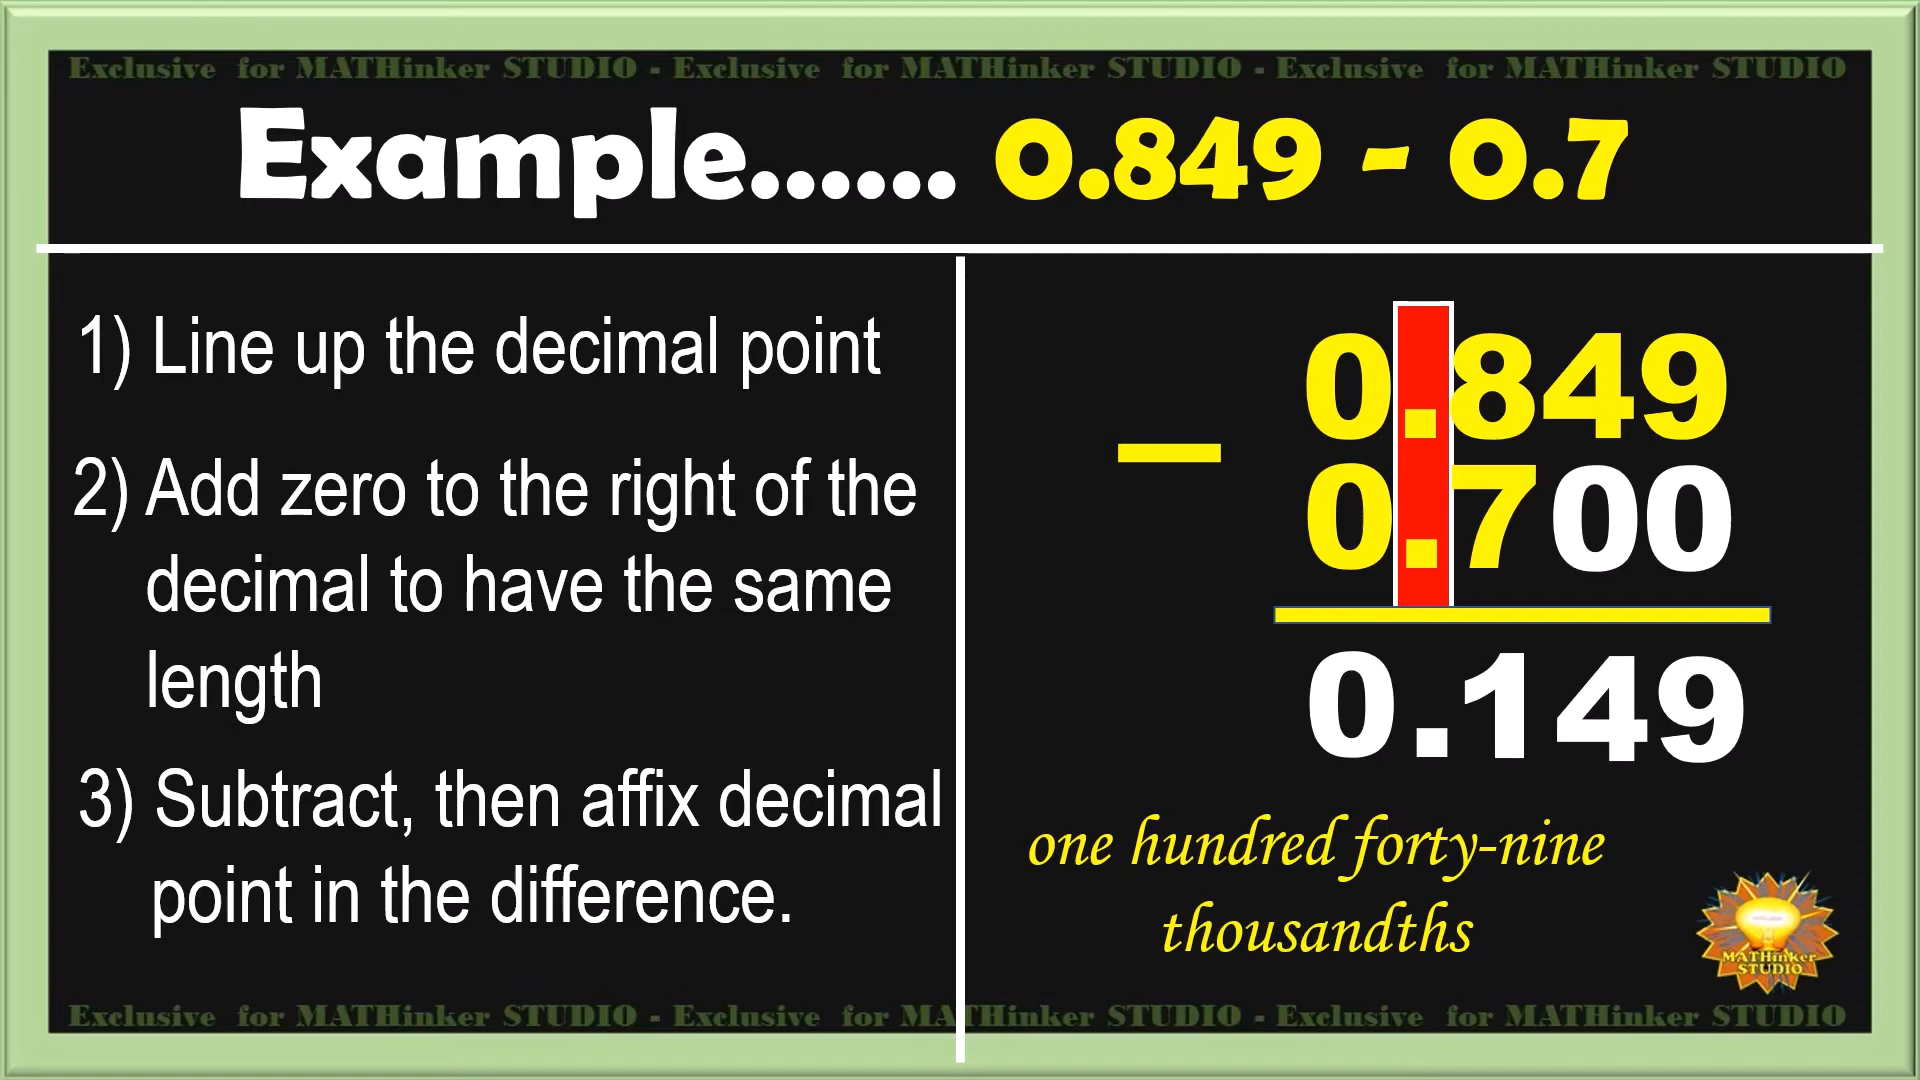 Exclusive for MATHinker STUDIO - Exclusive for MATHinker STUDIO - Exclusive for MATHinker STUDIO
Example...... 0.849 - 0.7
1) Line up the decimal point
2) Add zero to the right of the
decimal to have the same
length
3) Subtract, then affix decimal
point in the difference.
0.849
–
0.700
0.149
one hundred forty-nine
thousandths
MATHinker
STUDIO
Exclusive for MATHinker STUDIO - Exclusive for MATHinker STUDIO - Exclusive for MATHinker STUDIO